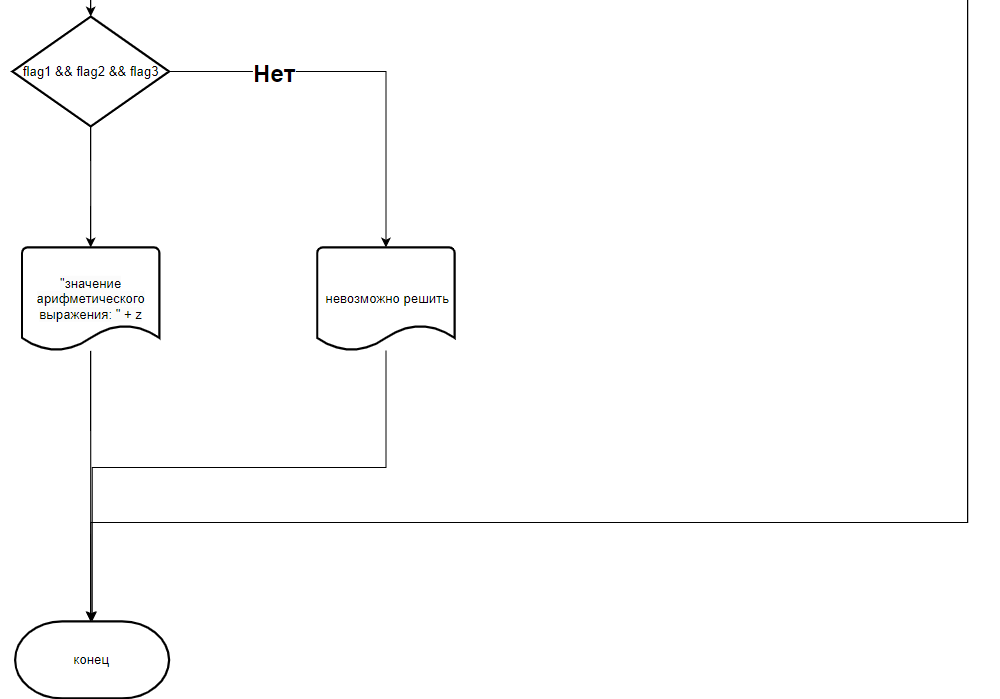 flag1 && flag2 && flag3
Нет
"значение
арифметического
выражения: " + z
невозможно решить
конец